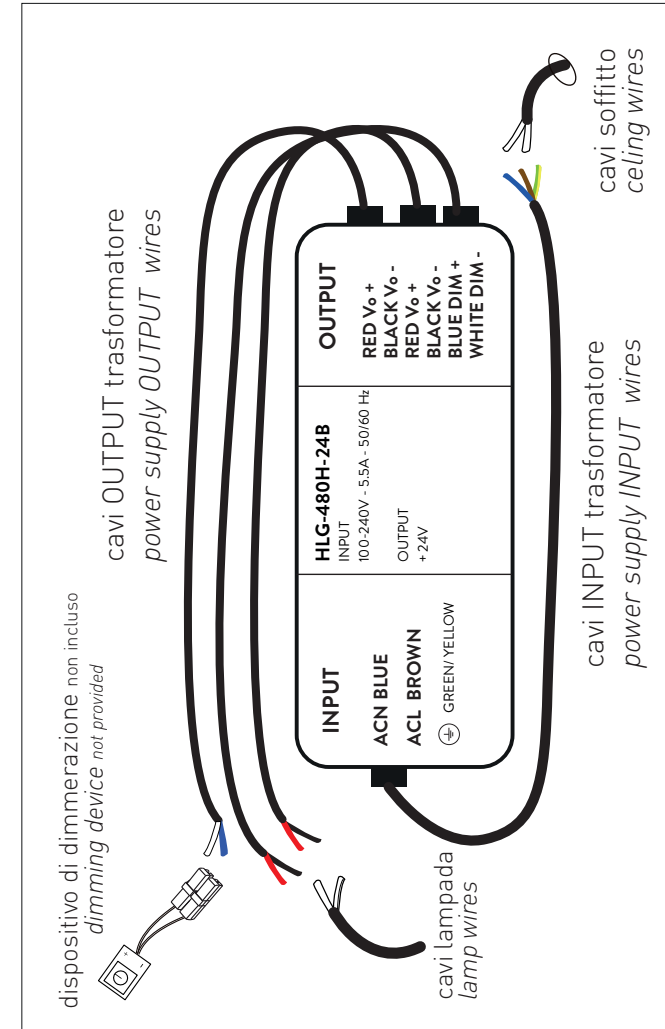 cavi OUTPUT trasformatore
power supply OUTPUT wires
cavi soffitto
celing wires
dispositivo di dimmerazione non incluso
dimming device not provided
INPUT
ACN BLUE
ACL BROWN
GREEN/YELLOW
HLG-480H-24B
INPUT
100-240V - 5.5A - 50/60 Hz
OUTPUT
+24V
OUTPUT
RED Vo +
BLACK Vo -
RED Vo +
BLACK Vo -
BLUE DIM +
WHITE DIM -
cavi lampada
lamp wires
cavi INPUT trasformatore
power supply INPUT wires
+
-